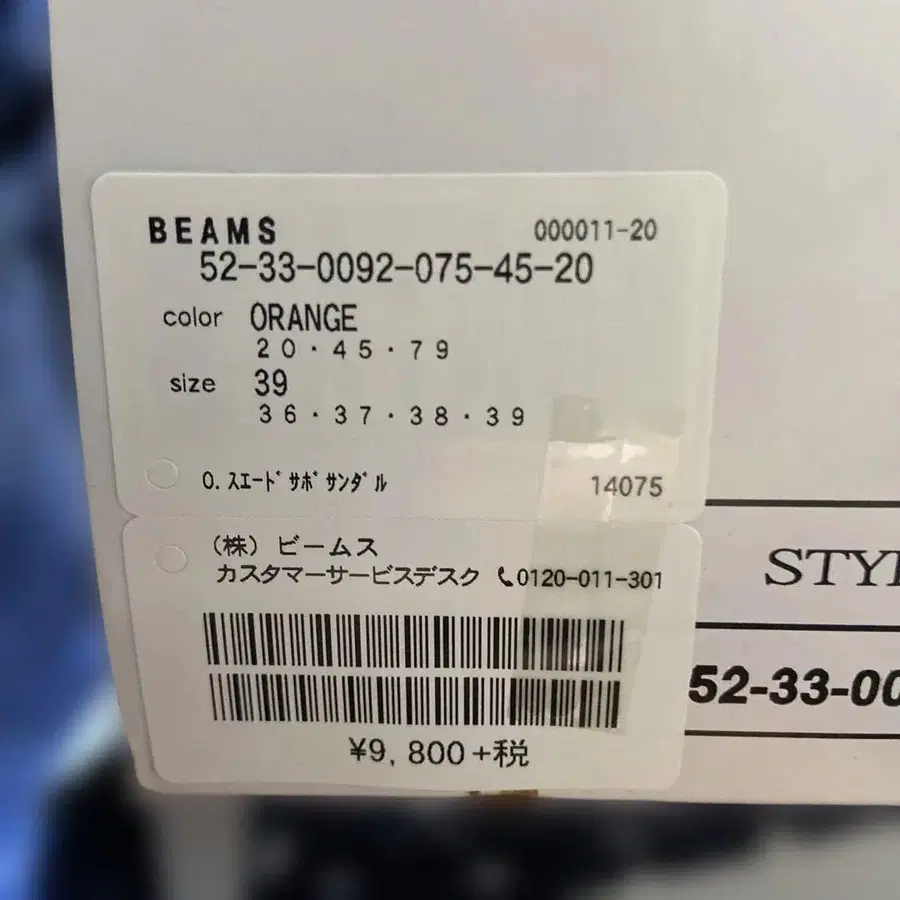 BEAMS 000011-20
52-33-0092-075-45-20
color ORANGE
20・45・79
size 39
36・37・38・39
0.スエードサボサンダル 14075
(株)ビームス
カスタマーサービスデスク 0120-011-301
¥9,800+税
52-33-00